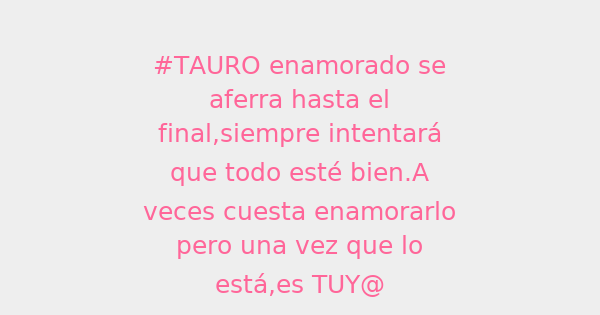 #TAURO enamorado se
aferra hasta el
final,siempre intentará
que todo esté bien.A
veces cuesta enamorarlo
pero una vez que lo
está,es TUY@